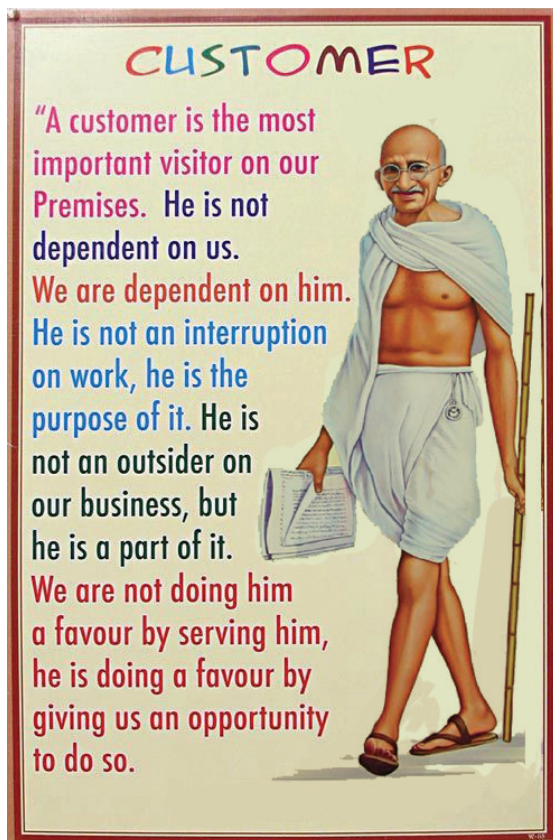 CUSTOMER
“A customer is the most
important visitor on our
Premises. He is not
dependent on us.
We are dependent on him.
He is not an interruption
on work, he is the
purpose of it. He is
not an outsider on
our business, but
he is a part of it.
We are not doing him
a favour by serving him,
he is doing a favour by
giving us an opportunity
to do so.